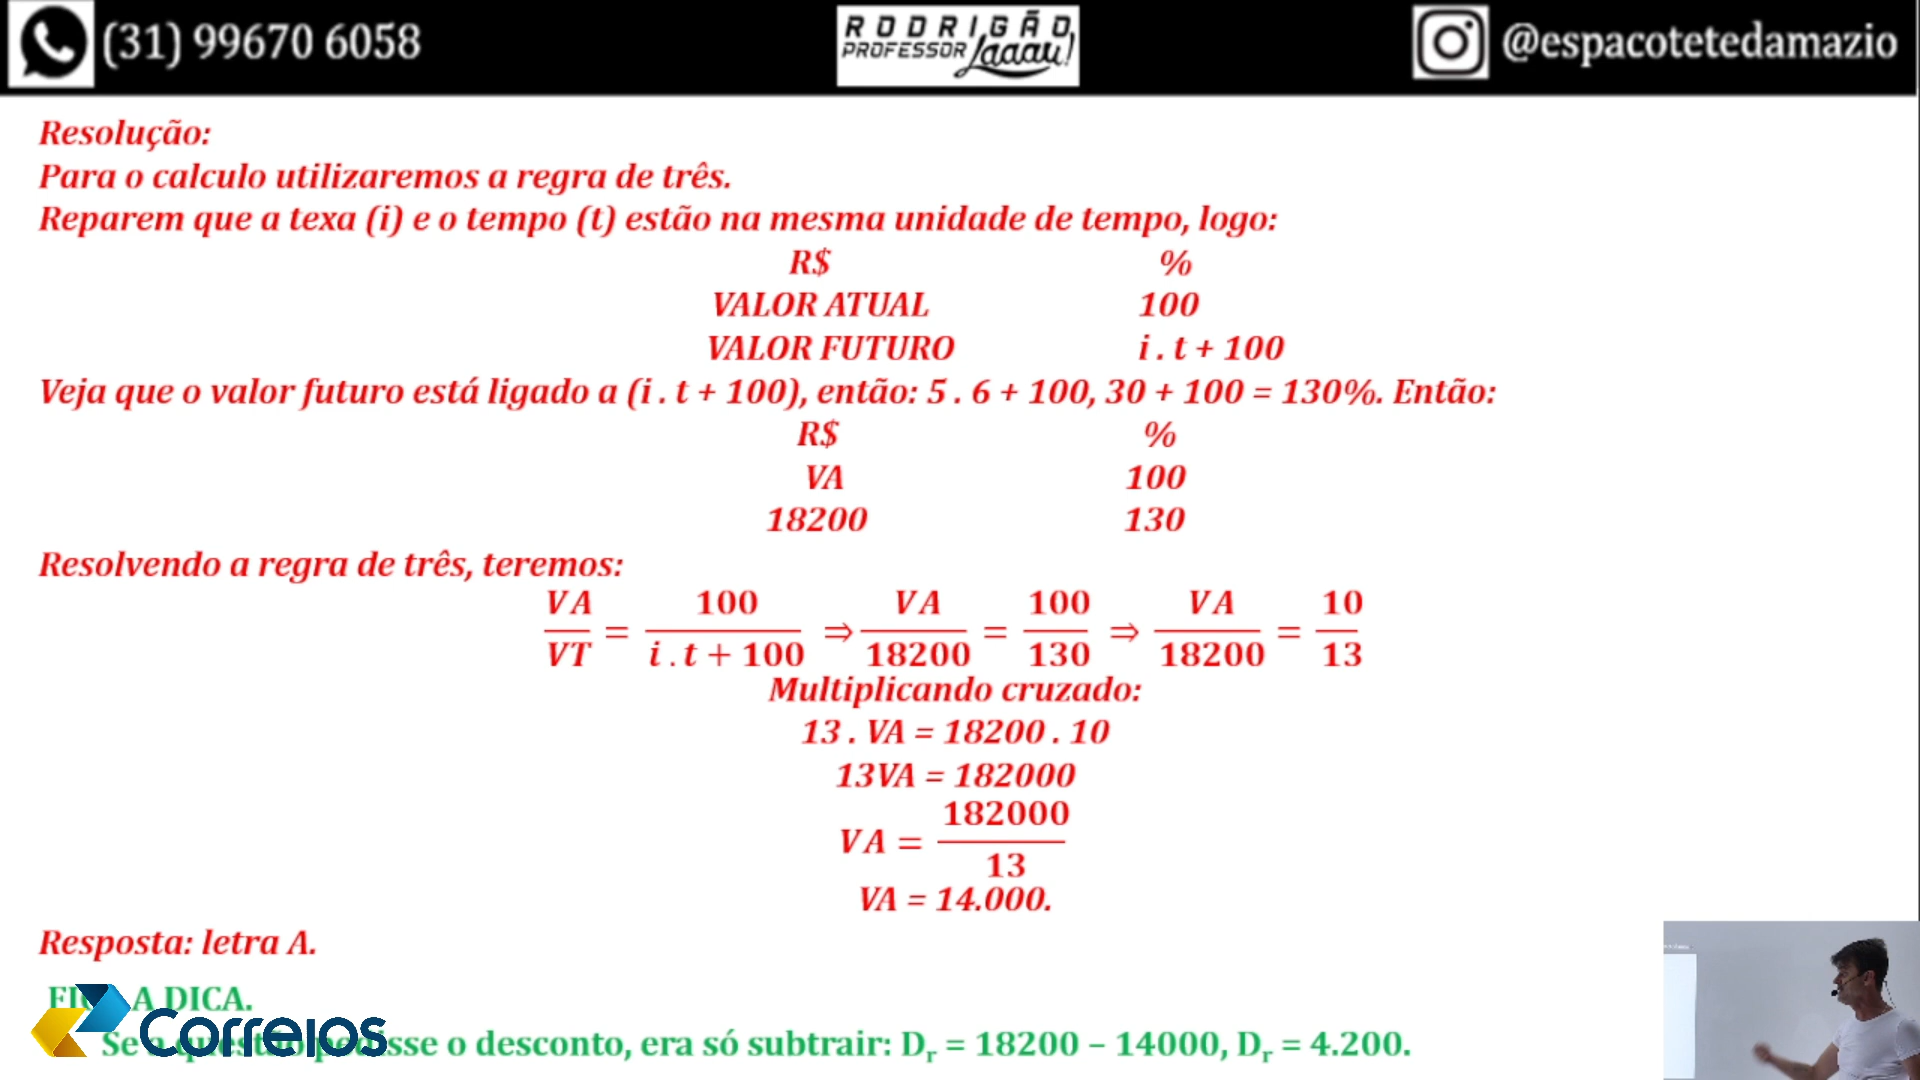 (31) 99670 6058
RODRIGÃO
PROFESSOR Laaau!
@espacotetedamazio
Resolução:
Para o calculo utilizaremos a regra de três.
Reparem que a texa (i) e o tempo (t) estão na mesma unidade de tempo, logo:
R$ %
VALOR ATUAL 100
VALOR FUTURO i . t + 100
Veja que o valor futuro está ligado a (i . t + 100), então: 5 . 6 + 100, 30 + 100 = 130%. Então:
R$ %
VA 100
18200 130
Resolvendo a regra de três, teremos:
VA/VT = 100/(i . t + 100) ⇒ VA/18200 = 100/130 ⇒ VA/18200 = 10/13
Multiplicando cruzado:
13 . VA = 18200 . 10
13VA = 182000
VA = 182000/13
VA = 14.000.
Resposta: letra A.
A DICA.
Correios
Se a o desconto, era só subtrair: Dr = 18200 – 14000, Dr = 4.200.